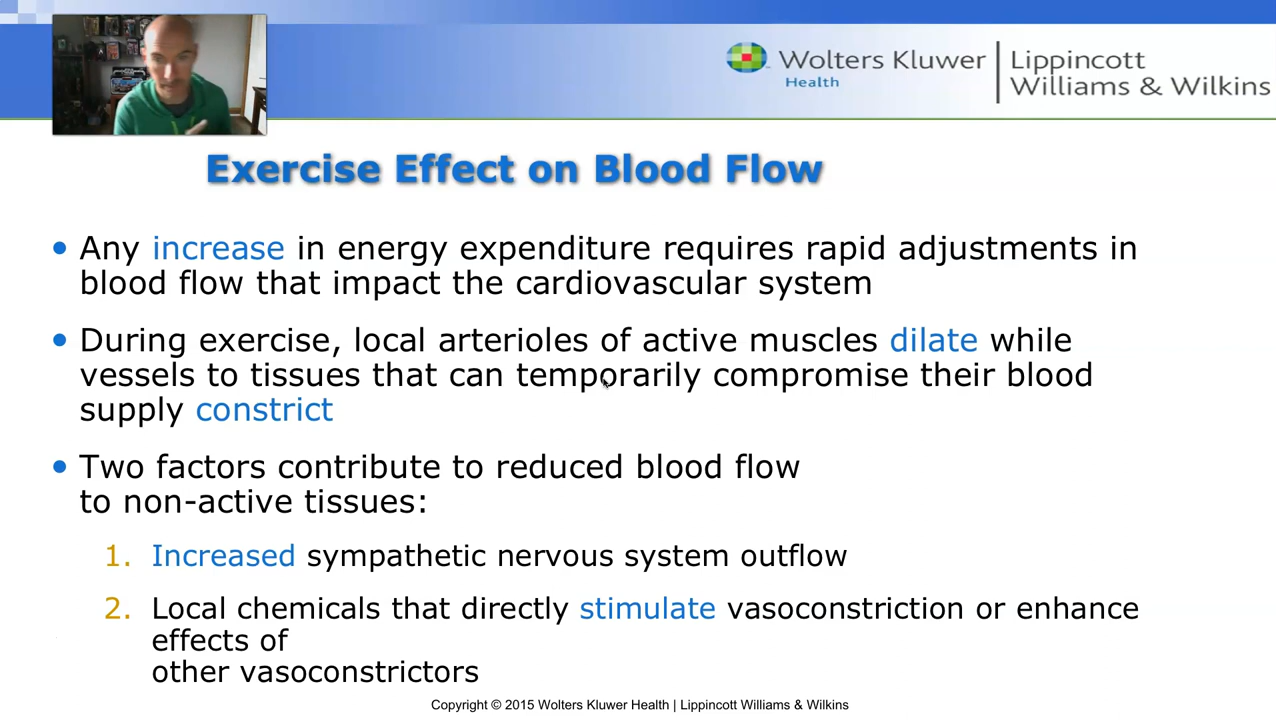 Wolters Kluwer
Health
Lippincott
Williams & Wilkins
Exercise Effect on Blood Flow
• Any increase in energy expenditure requires rapid adjustments in
blood flow that impact the cardiovascular system
• During exercise, local arterioles of active muscles dilate while
vessels to tissues that can temporarily compromise their blood
supply constrict
• Two factors contribute to reduced blood flow
to non-active tissues:
1. Increased sympathetic nervous system outflow
2. Local chemicals that directly stimulate vasoconstriction or enhance
effects of
other vasoconstrictors
Copyright © 2015 Wolters Kluwer Health | Lippincott Williams & Wilkins